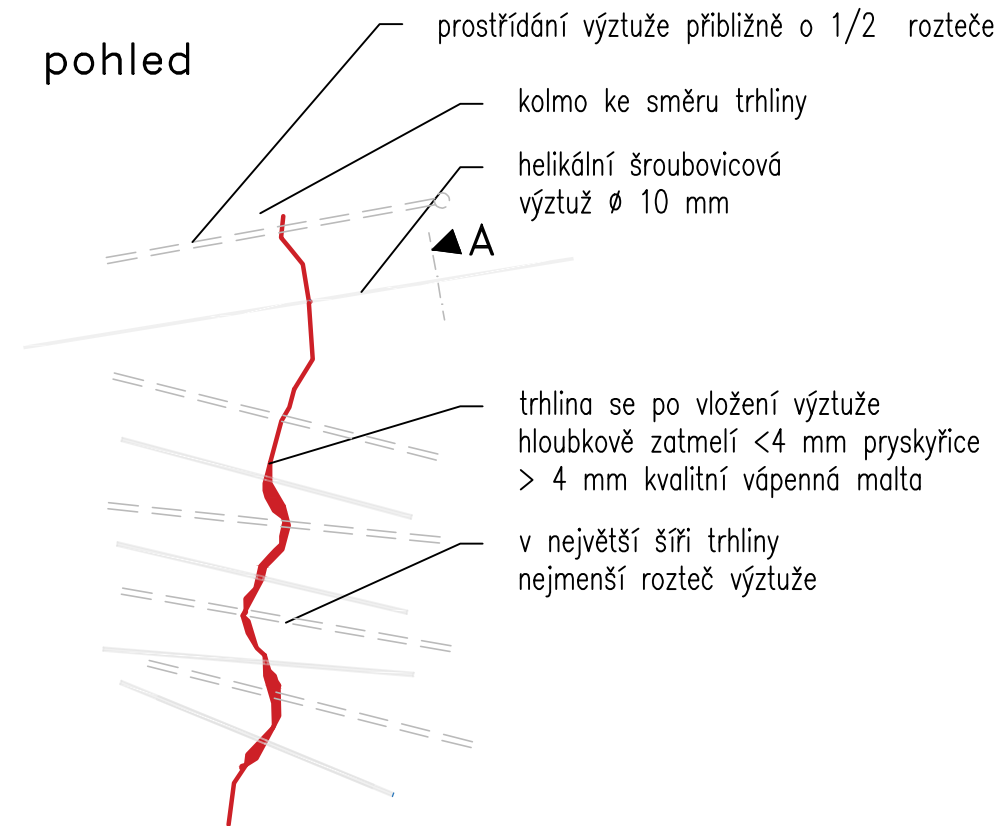 prostřídání výztuže přibližně o 1/2 rozteče
pohled
kolmo ke směru trhliny
helikální šroubovicová
výztuž ø 10 mm
A
trhlina se po vložení výztuže
hloubkově zatmelí <4 mm pryskyřice
> 4 mm kvalitní vápenná malta
v největší šíři trhliny
nejmenší rozteč výztuže